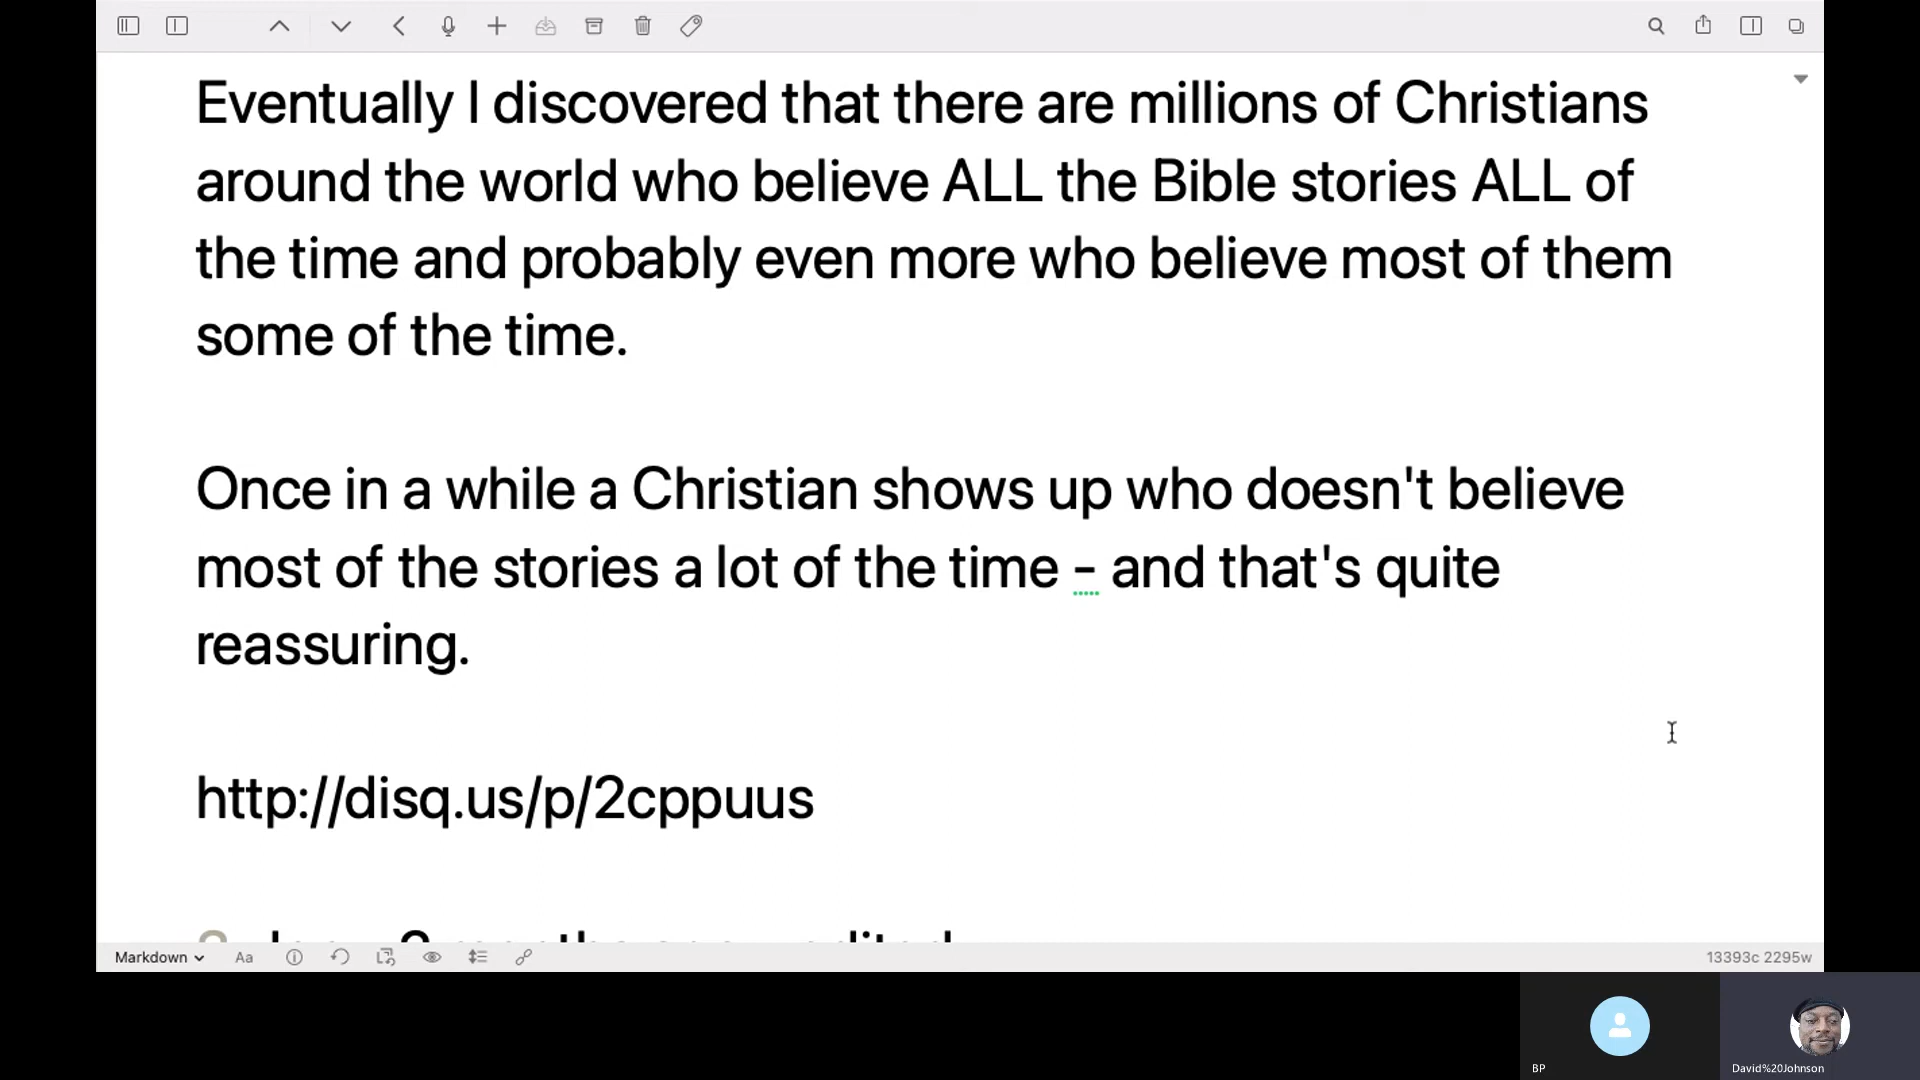 Eventually I discovered that there are millions of Christians
around the world who believe ALL the Bible stories ALL of
the time and probably even more who believe most of them
some of the time.
Once in a while a Christian shows up who doesn't believe
most of the stories a lot of the time - and that's quite
reassuring.
http://disq.us/p/2cppuus
Markdown
Aa
13393c 2295w
BP
David%20Johnson